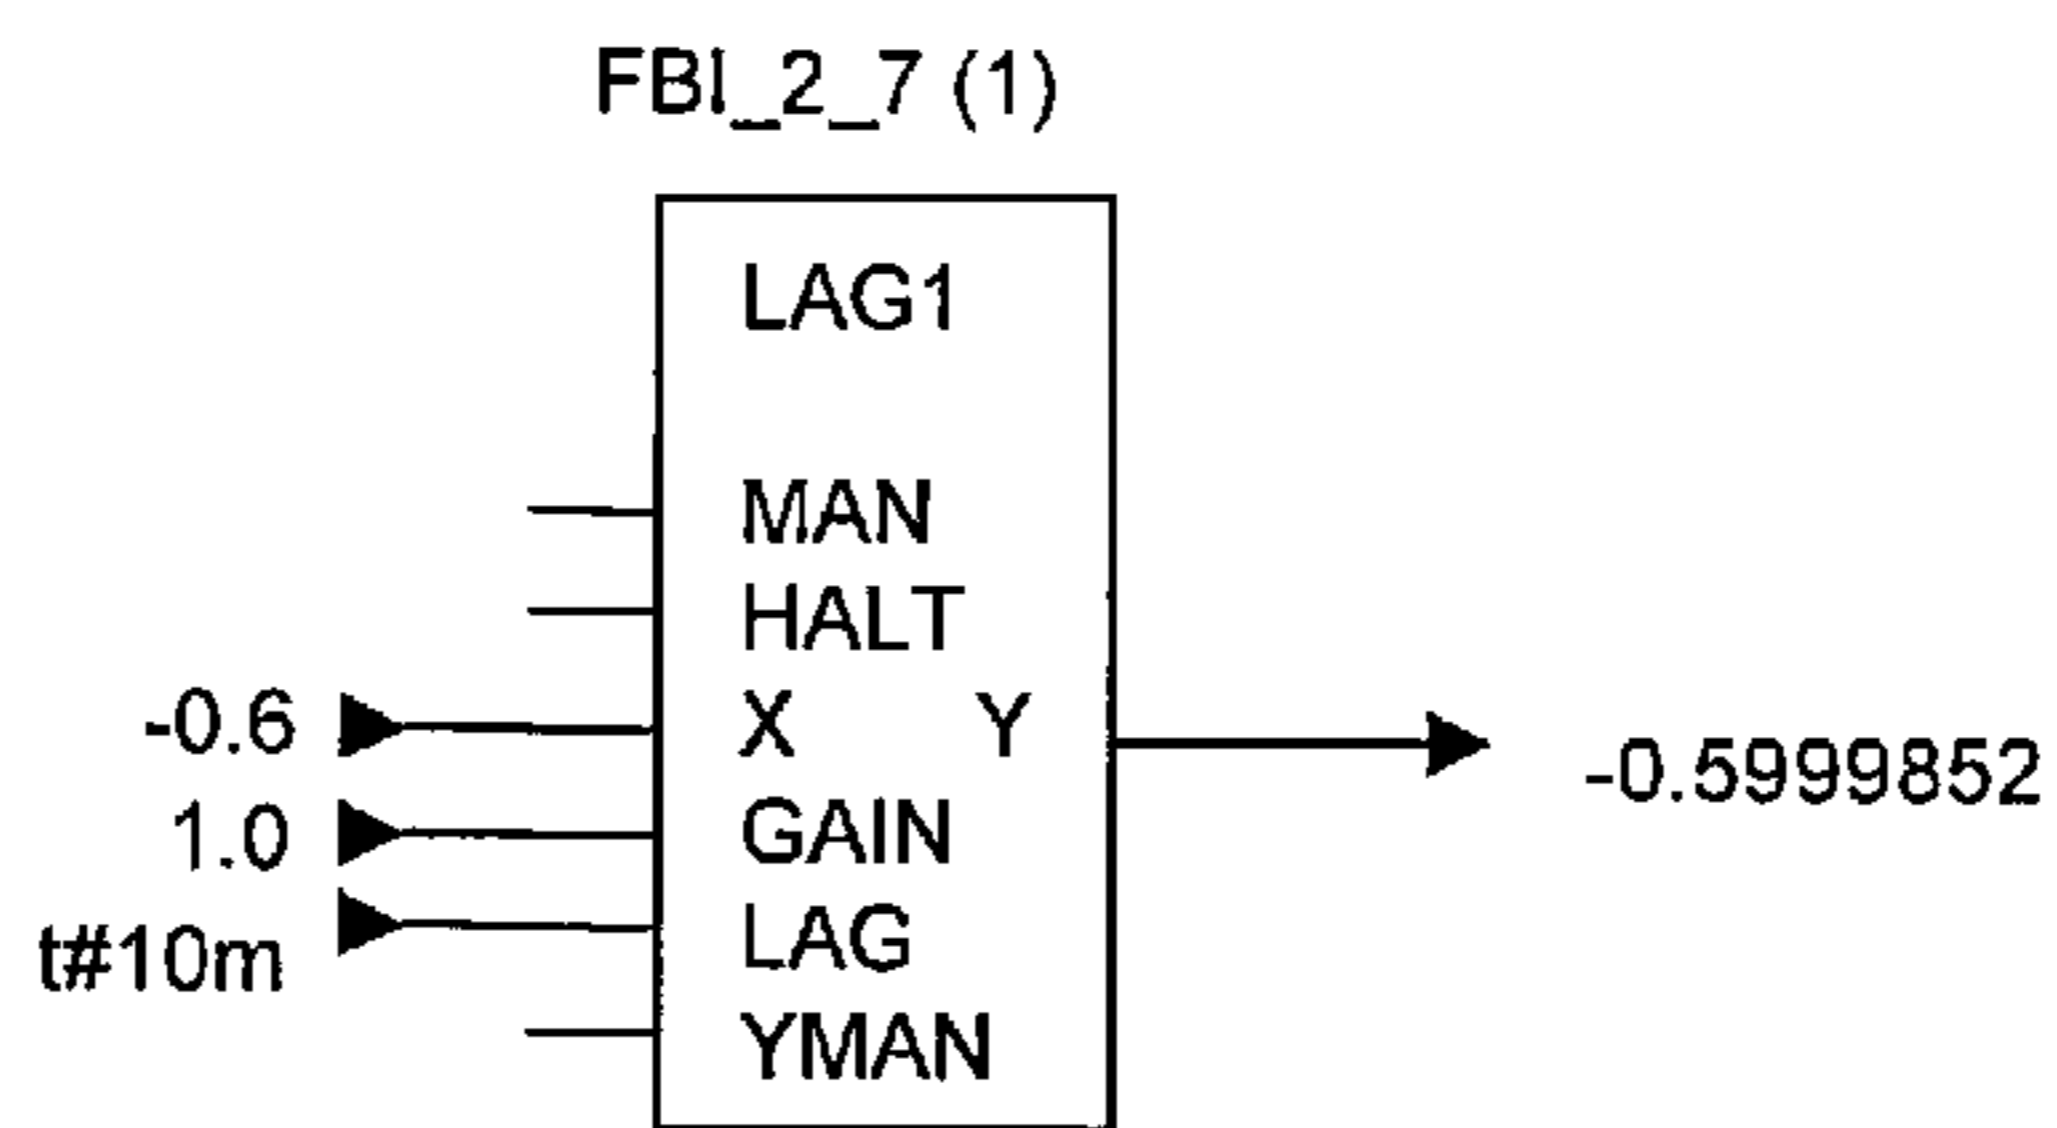 FBI_2_7 (1)
LAG1
MAN
HALT
-0.6 X Y -0.5999852
1.0 GAIN
t#10m LAG
YMAN